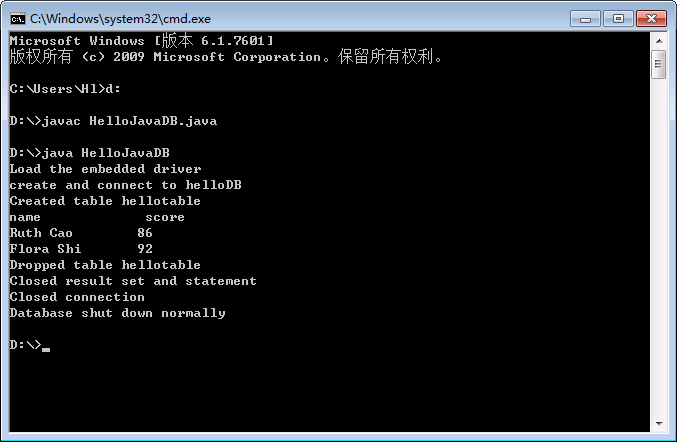 C:\Windows\system32\cmd.exe
Microsoft Windows [版本 6.1.7601]
版权所有 (c) 2009 Microsoft Corporation。保留所有权利。
C:\Users\Hl>d:
D:\>javac HelloJavaDB.java
D:\>java HelloJavaDB
Load the embedded driver
create and connect to helloDB
Created table hellotable
name             score
Ruth Cao        86
Flora Shi       92
Dropped table hellotable
Closed result set and statement
Closed connection
Database shut down normally
D:\>